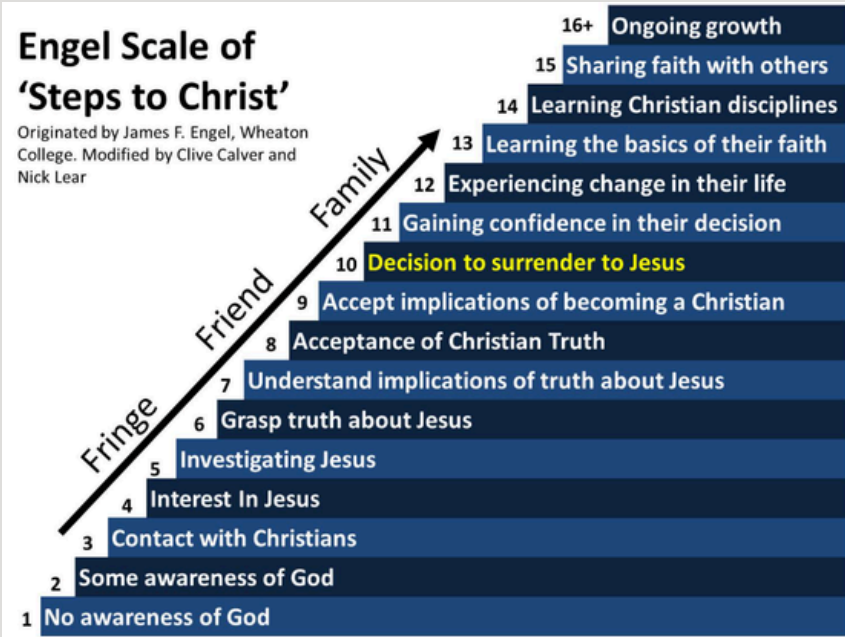 Engel Scale of
‘Steps to Christ’
Originated by James F. Engel, Wheaton
College. Modified by Clive Calver and
Nick Lear
16+ Ongoing growth
15 Sharing faith with others
14 Learning Christian disciplines
13 Learning the basics of their faith
12 Experiencing change in their life
11 Gaining confidence in their decision
10 Decision to surrender to Jesus
9 Accept implications of becoming a Christian
8 Acceptance of Christian Truth
7 Understand implications of truth about Jesus
6 Grasp truth about Jesus
5 Investigating Jesus
4 Interest In Jesus
3 Contact with Christians
2 Some awareness of God
1 No awareness of God
Family
Friend
Fringe